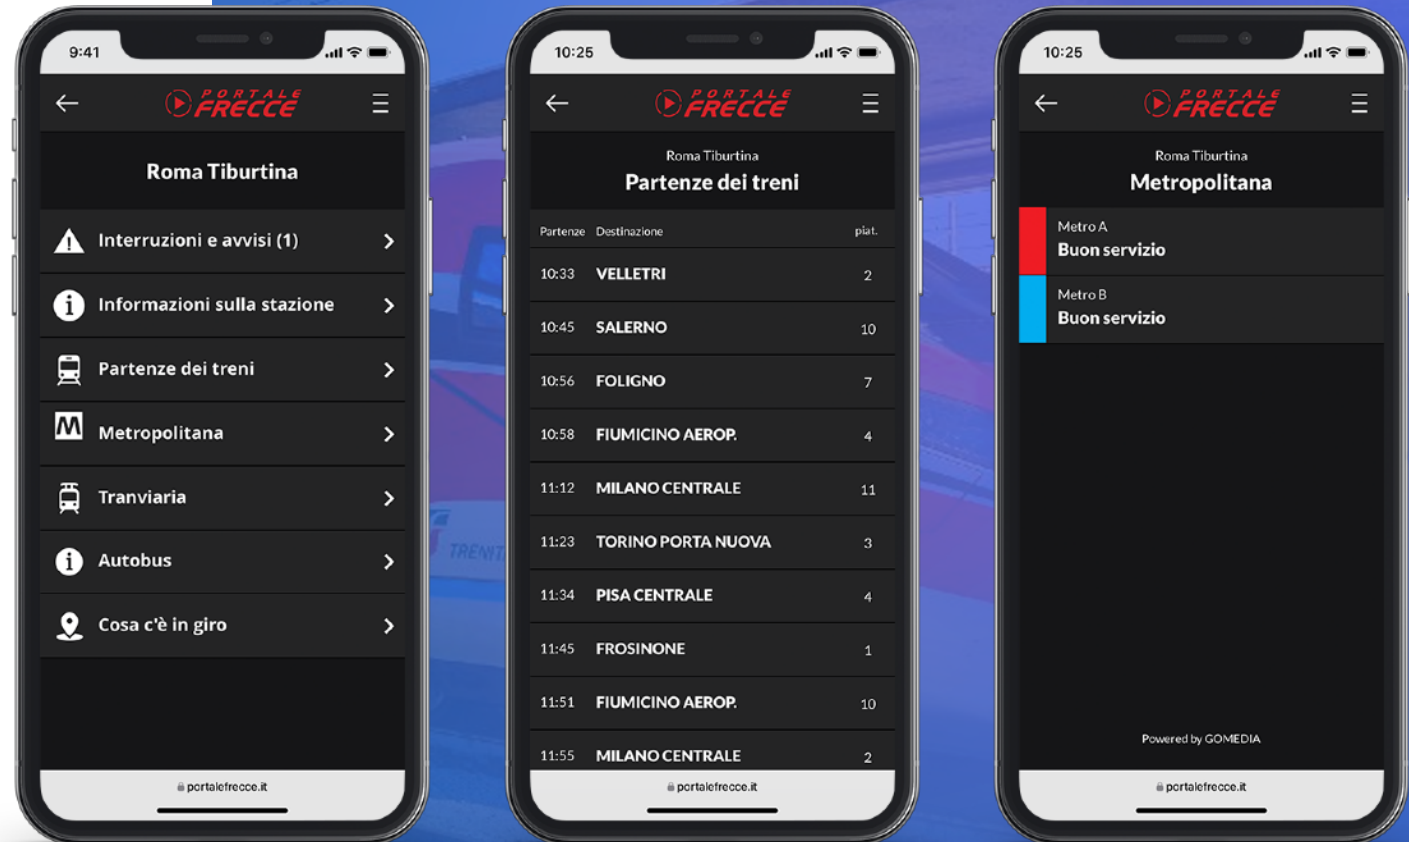 9:41
PORTALE
FRECCE
Roma Tiburtina
Interruzioni e avvisi (1)
Informazioni sulla stazione
Partenze dei treni
M Metropolitana
Tranviaria
Autobus
Cosa c'è in giro
portalefrecce.it
10:25
PORTALE
FRECCE
Roma Tiburtina
Partenze dei treni
Partenze Destinazione piat.
10:33 VELLETRI 2
10:45 SALERNO 10
10:56 FOLIGNO 7
10:58 FIUMICINO AEROP. 4
11:12 MILANO CENTRALE 11
11:23 TORINO PORTA NUOVA 3
11:34 PISA CENTRALE 4
11:45 FROSINONE 1
11:51 FIUMICINO AEROP. 10
11:55 MILANO CENTRALE 2
portalefrecce.it
10:25
PORTALE
FRECCE
Roma Tiburtina
Metropolitana
Metro A
Buon servizio
Metro B
Buon servizio
Powered by GOMEDIA
portalefrecce.it